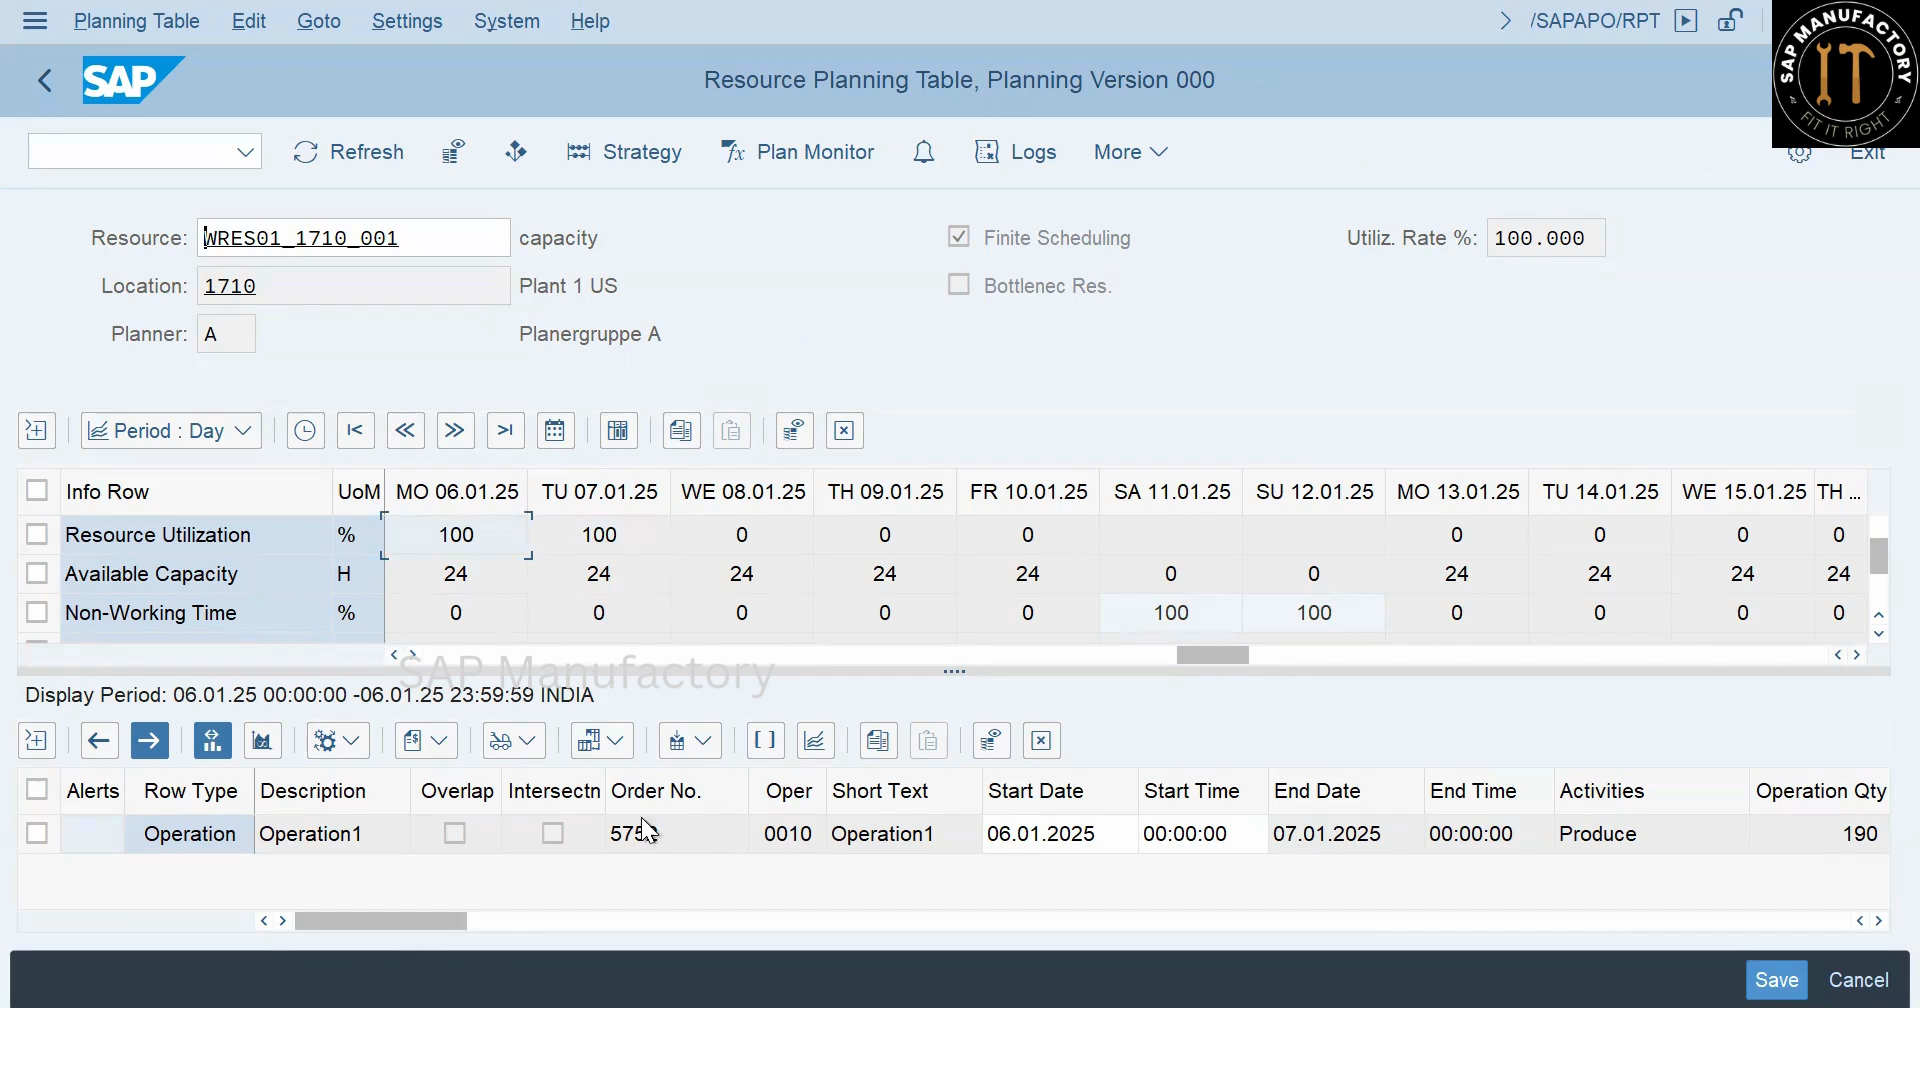 Planning Table Edit Goto Settings System Help /SAPAPO/RPT
SAP MANUFACTORY
IT
FIT IT RIGHT
SAP Resource Planning Table, Planning Version 000
Refresh Strategy Plan Monitor Logs More Exit
Resource: WRES01_1710_001 capacity Finite Scheduling Utiliz. Rate %: 100.000
Location: 1710 Plant 1 US Bottlenec Res.
Planner: A Planergruppe A
Period : Day
Info Row UoM MO 06.01.25 TU 07.01.25 WE 08.01.25 TH 09.01.25 FR 10.01.25 SA 11.01.25 SU 12.01.25 MO 13.01.25 TU 14.01.25 WE 15.01.25 TH ...
Resource Utilization % 100 100 0 0 0 0 0 0 0
Available Capacity H 24 24 24 24 24 0 0 24 24 24 24
Non-Working Time % 0 0 0 0 0 100 100 0 0 0 0
SAP Manufactory
Display Period: 06.01.25 00:00:00 -06.01.25 23:59:59 INDIA
Alerts Row Type Description Overlap Intersectn Order No. Oper Short Text Start Date Start Time End Date End Time Activities Operation Qty
Operation Operation1 0010 Operation1 06.01.2025 00:00:00 07.01.2025 00:00:00 Produce 190
Save Cancel